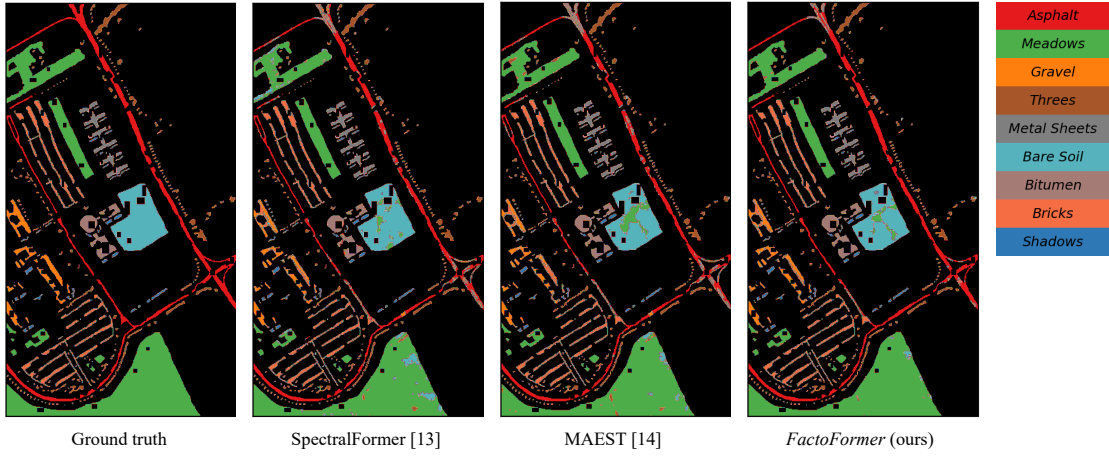 Asphalt
Meadows
Gravel
Threes
Metal Sheets
Bare Soil
Bitumen
Bricks
Shadows
Ground truth
SpectralFormer [13]
MAEST [14]
FactoFormer (ours)